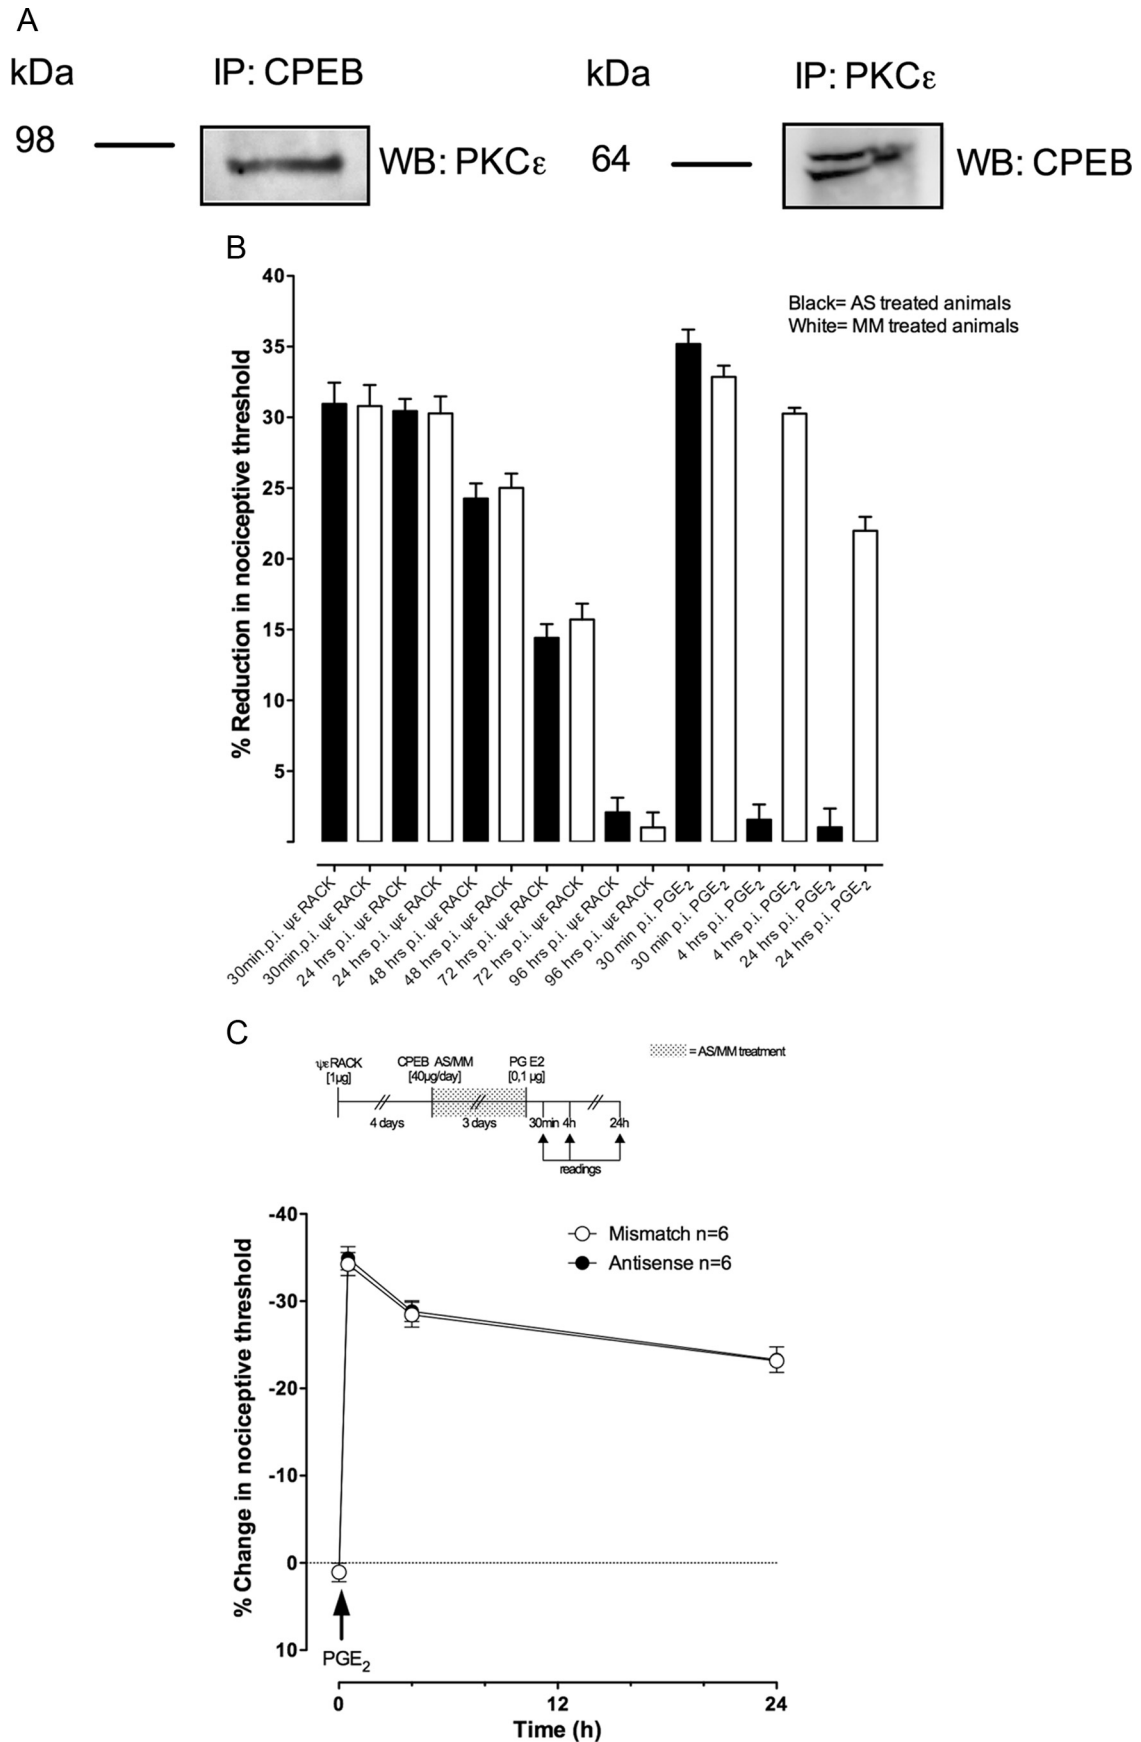 A
kDa IP: CPEB kDa IP: PKCε
98 WB: PKCε 64 WB: CPEB
B
40
Black= AS treated animals
White= MM treated animals
35
30
25
20
15
10
5
% Reduction in nociceptive threshold
30min.p.i. ψε RACK
30min.p.i. ψε RACK
24 hrs p.i. ψε RACK
24 hrs p.i. ψε RACK
48 hrs p.i. ψε RACK
48 hrs p.i. ψε RACK
72 hrs p.i. ψε RACK
72 hrs p.i. ψε RACK
96 hrs p.i. ψε RACK
96 hrs p.i. ψε RACK
30 min p.i. PGE₂
30 min p.i. PGE₂
4 hrs p.i. PGE₂
4 hrs p.i. PGE₂
24 hrs p.i. PGE₂
24 hrs p.i. PGE₂
C
= AS/MM treatment
ψε RACK CPEB AS/MM PG E2
[1µg] [40µg/day] [0,1 µg]
4 days 3 days 30min 4h 24h
readings
-40
Mismatch n=6
Antisense n=6
-30
-20
-10
0
10
% Change in nociceptive threshold
PGE₂
0 12 24
Time (h)